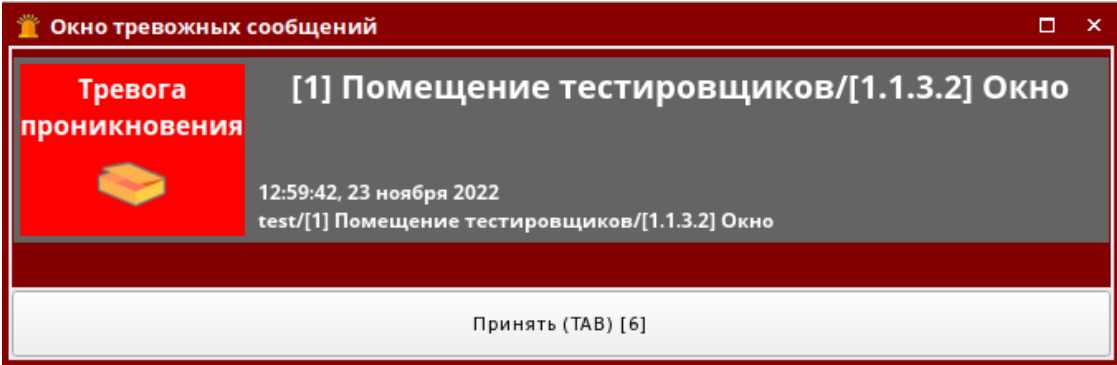 Окно тревожных сообщений
Тревога
проникновения
[1] Помещение тестировщиков/[1.1.3.2] Окно
12:59:42, 23 ноября 2022
test/[1] Помещение тестировщиков/[1.1.3.2] Окно
Принять (TAB) [6]